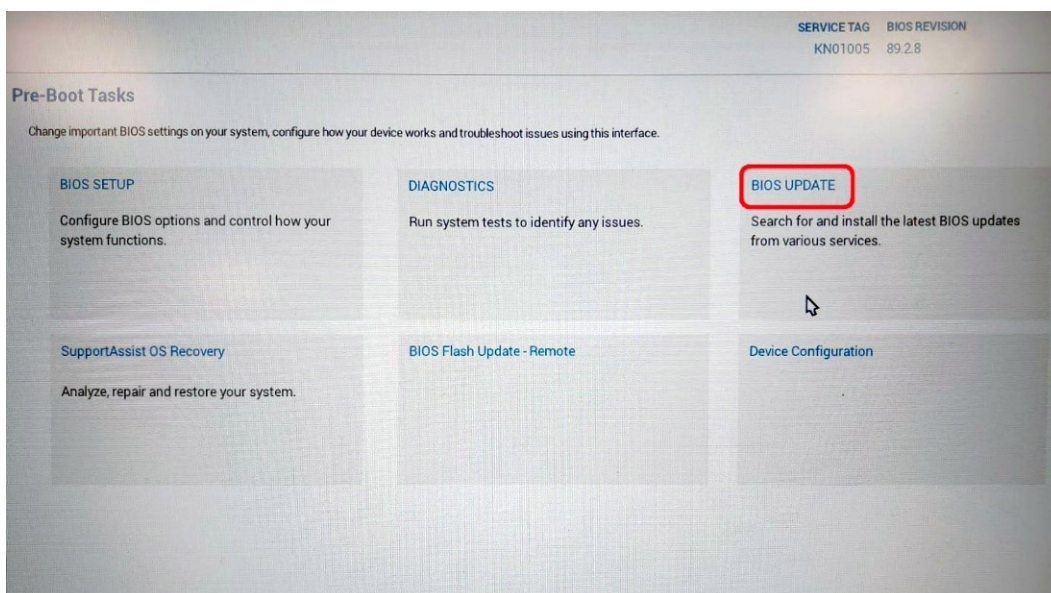 SERVICE TAG BIOS REVISION
KN01005 89.2.8
Pre-Boot Tasks
Change important BIOS settings on your system, configure how your device works and troubleshoot issues using this interface.
BIOS SETUP
Configure BIOS options and control how your
system functions.
DIAGNOSTICS
Run system tests to identify any issues.
BIOS UPDATE
Search for and install the latest BIOS updates
from various services.
SupportAssist OS Recovery
Analyze, repair and restore your system.
BIOS Flash Update - Remote
Device Configuration